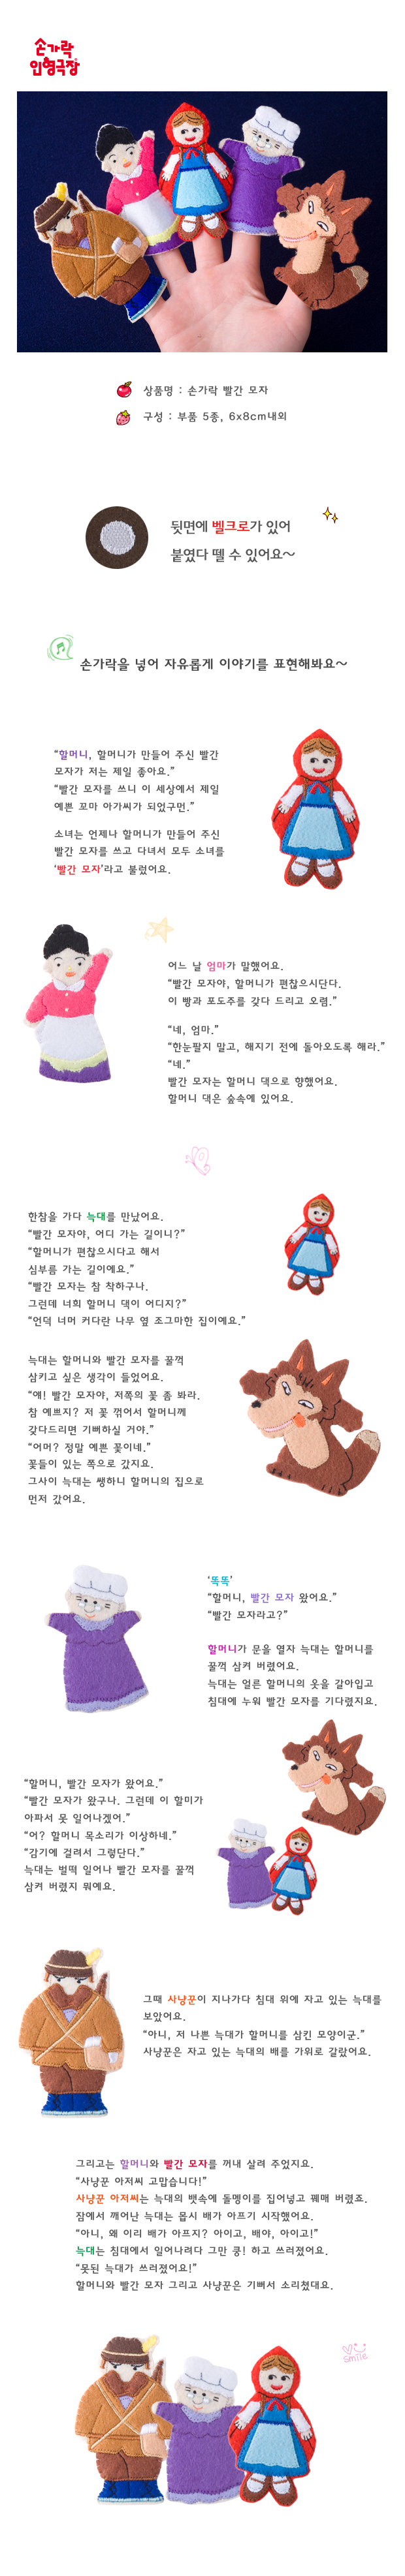 손가락
인형극장
상품명 : 손가락 빨간 모자
구성 : 부품 5종, 6x8cm내외
뒷면에 벨크로가 있어
붙였다 뗄 수 있어요~
손가락을 넣어 자유롭게 이야기를 표현해봐요~
“할머니, 할머니가 만들어 주신 빨간
모자가 저는 제일 좋아요.”
“빨간 모자를 쓰니 이 세상에서 제일
예쁜 꼬마 아가씨가 되었구먼.”
소녀는 언제나 할머니가 만들어 주신
빨간 모자를 쓰고 다녀서 모두 소녀를
‘빨간 모자’라고 불렀어요.
어느 날 엄마가 말했어요.
“빨간 모자야, 할머니가 편찮으시단다.
이 빵과 포도주를 갖다 드리고 오렴.”
“네, 엄마.”
“한눈팔지 말고, 해지기 전에 돌아오도록 해라.”
“네.”
빨간 모자는 할머니 댁으로 향했어요.
할머니 댁은 숲속에 있어요.
한참을 가다 늑대를 만났어요.
“빨간 모자야, 어디 가는 길이니?”
“할머니가 편찮으시다고 해서
심부름 가는 길이예요.”
“빨간 모자는 참 착하구나.
그런데 너희 할머니 댁이 어디지?”
“언덕 너머 커다란 나무 옆 조그마한 집이예요.”
늑대는 할머니와 빨간 모자를 꿀꺽
삼키고 싶은 생각이 들었어요.
“얘! 빨간 모자야, 저쪽의 꽃 좀 봐라.
참 예쁘지? 저 꽃 꺾어서 할머니께
갖다드리면 기뻐하실 거야.”
“어머? 정말 예쁜 꽃이네.”
꽃들이 있는 쪽으로 갔지요.
그사이 늑대는 쌩하니 할머니의 집으로
먼저 갔어요.
‘똑똑’
“할머니, 빨간 모자 왔어요.”
“빨간 모자라고?”
할머니가 문을 열자 늑대는 할머니를
꿀꺽 삼켜 버렸어요.
늑대는 얼른 할머니의 옷을 갈아입고
침대에 누워 빨간 모자를 기다렸지요.
“할머니, 빨간 모자가 왔어요.”
“빨간 모자가 왔구나. 그런데 이 할미가
아파서 못 일어나겠어.”
“어? 할머니 목소리가 이상하네.”
“감기에 걸려서 그렇단다.”
늑대는 벌떡 일어나 빨간 모자를 꿀꺽
삼켜 버렸지 뭐예요.
그때 사냥꾼이 지나가다 침대 위에 자고 있는 늑대를
보았어요.
“아니, 저 나쁜 늑대가 할머니를 삼킨 모양이군.”
사냥꾼은 자고 있는 늑대의 배를 가위로 갈랐어요.
그리고는 할머니와 빨간 모자를 꺼내 살려 주었지요.
“사냥꾼 아저씨 고맙습니다!”
사냥꾼 아저씨는 늑대의 뱃속에 돌멩이를 집어넣고 꿰매 버렸죠.
잠에서 깨어난 늑대는 몹시 배가 아프기 시작했어요.
“아니, 왜 이리 배가 아프지? 아이고, 배야, 아이고!”
늑대는 침대에서 일어나려다 그만 쿵! 하고 쓰러졌어요.
“못된 늑대가 쓰러졌어요!”
할머니와 빨간 모자 그리고 사냥꾼은 기뻐서 소리쳤대요.
smile